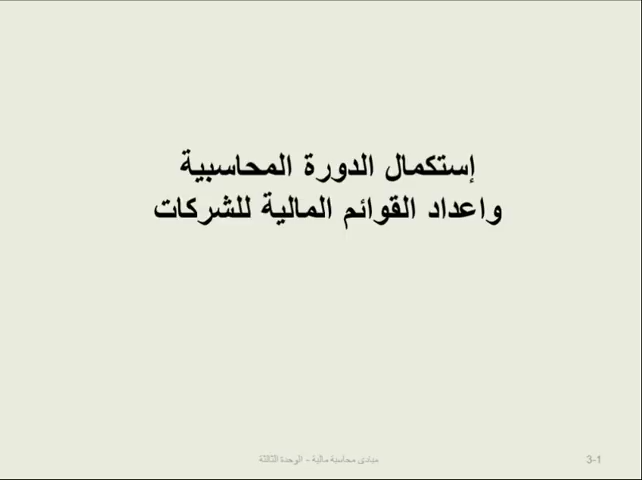 إستكمال الدورة المحاسبية
واعداد القوائم المالية للشركات
مبادئ محاسبة مالية - الوحدة الثالثة
3-1